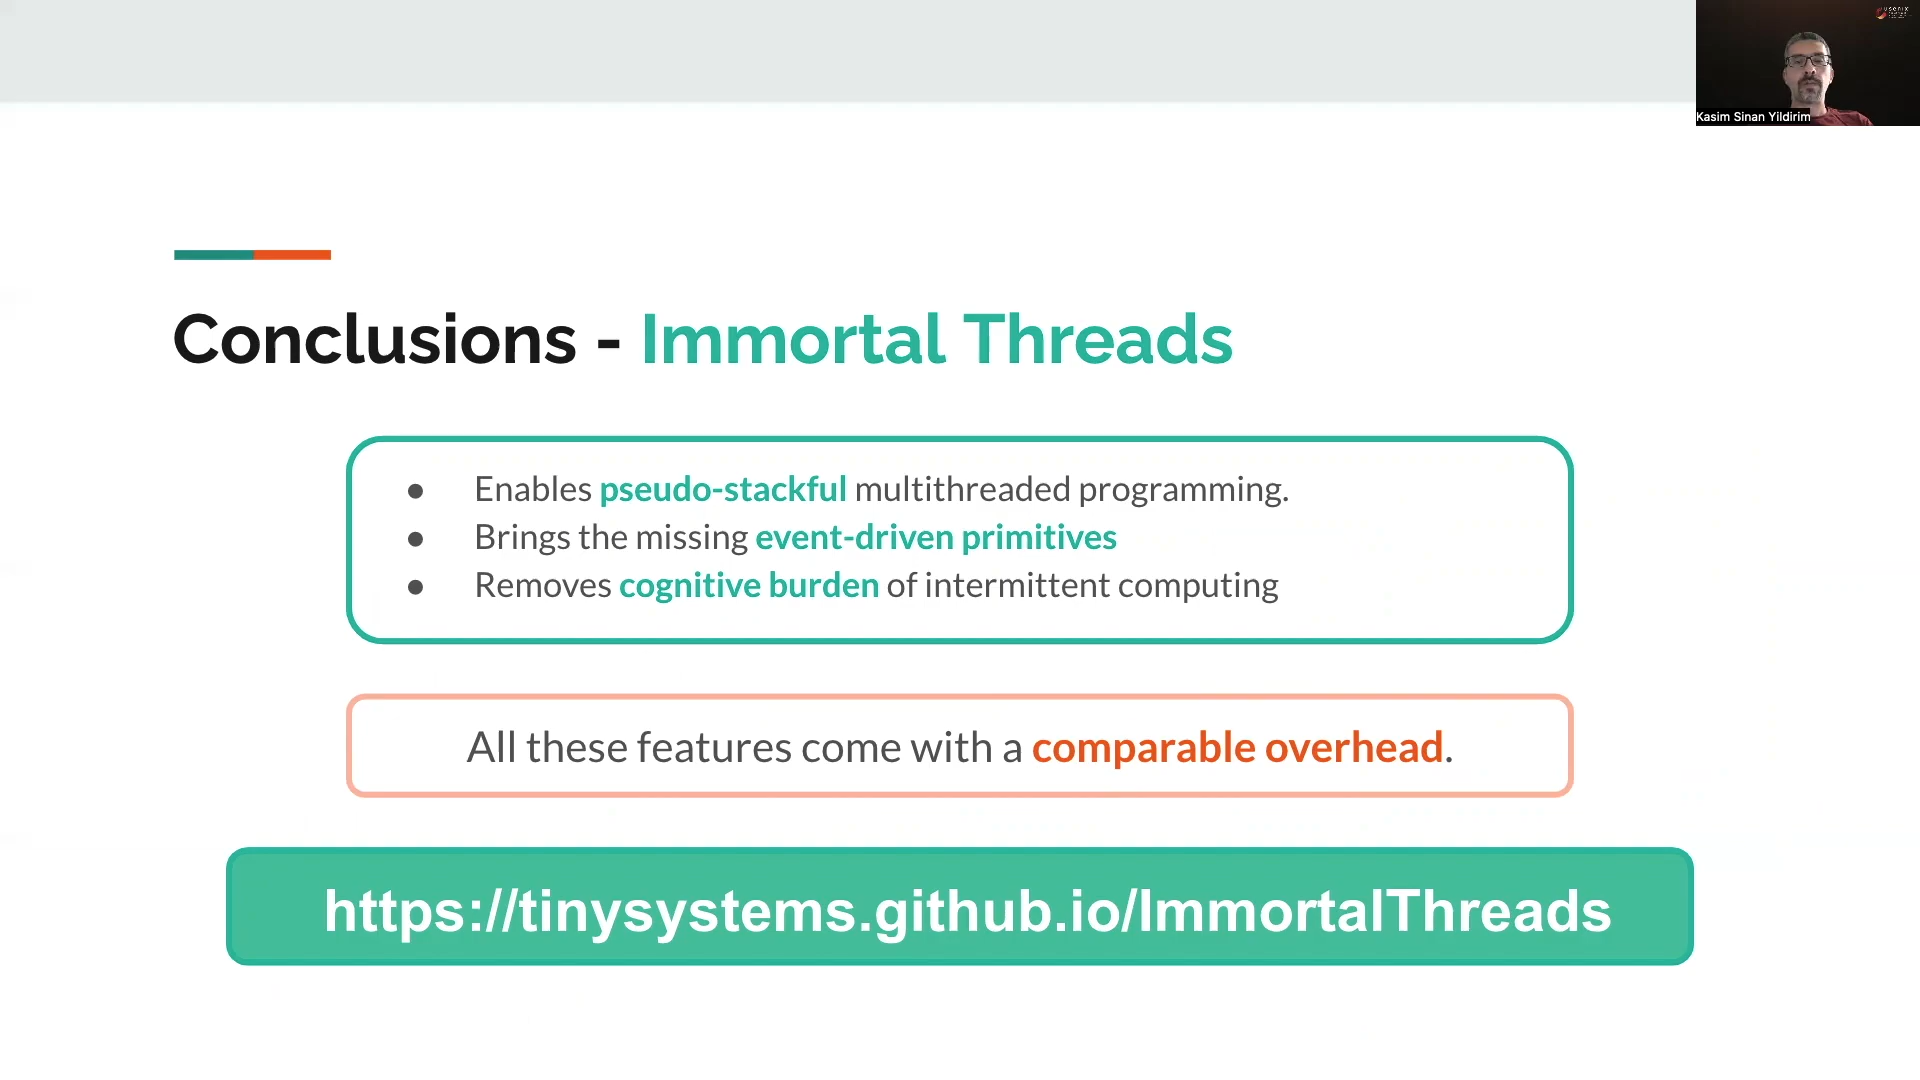 usenix
Kasim Sinan Yildirim
Conclusions - Immortal Threads
● Enables pseudo-stackful multithreaded programming.
● Brings the missing event-driven primitives
● Removes cognitive burden of intermittent computing
All these features come with a comparable overhead.
https://tinysystems.github.io/ImmortalThreads